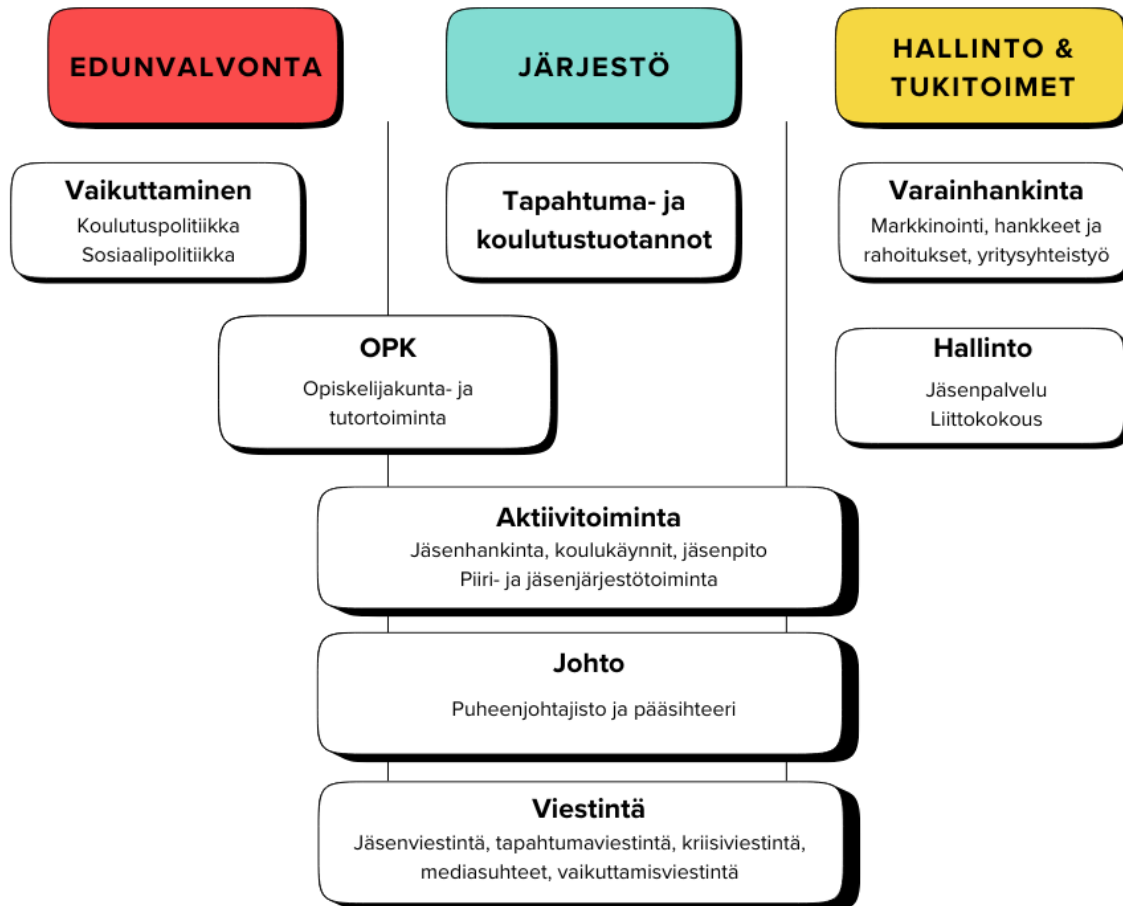 EDUNVALVONTA
JÄRJESTÖ
HALLINTO &
TUKITOIMET
Vaikuttaminen
Koulutuspolitiikka
Sosiaalipolitiikka
Tapahtuma- ja
koulutustuotannot
Varainhankinta
Markkinointi, hankkeet ja
rahoitukset, yritysyhteistyö
OPK
Opiskelijakunta- ja
tutortoiminta
Hallinto
Jäsenpalvelu
Liittokokous
Aktiivitoiminta
Jäsenhankinta, koulukäynnit, jäsenpito
Piiri- ja jäsenjärjestötoiminta
Johto
Puheenjohtajisto ja pääsihteeri
Viestintä
Jäsenviestintä, tapahtumaviestintä, kriisiviestintä,
mediasuhteet, vaikuttamisviestintä